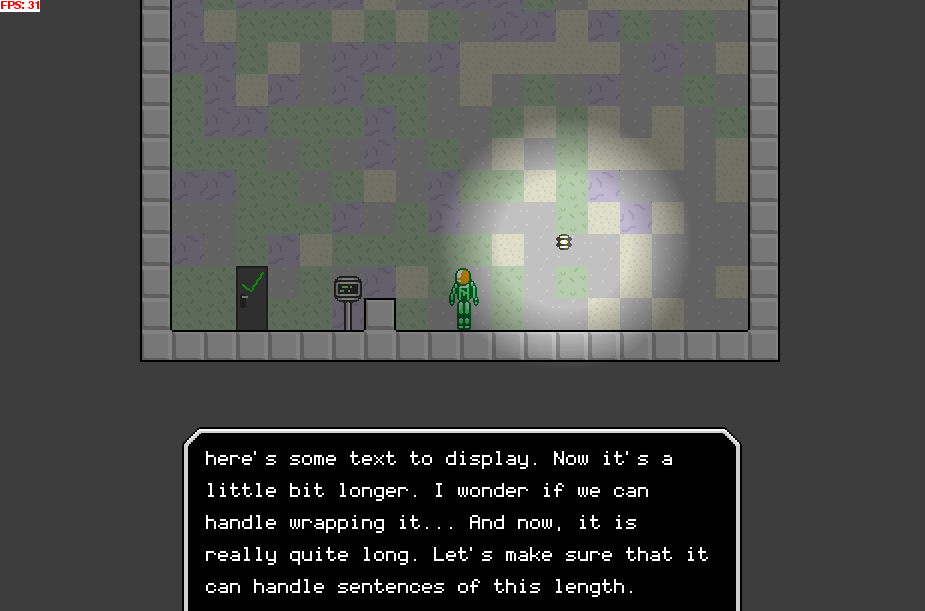 FPS: 31
here's some text to display. Now it's a
little bit longer. I wonder if we can
handle wrapping it... And now, it is
really quite long. Let's make sure that it
can handle sentences of this length.